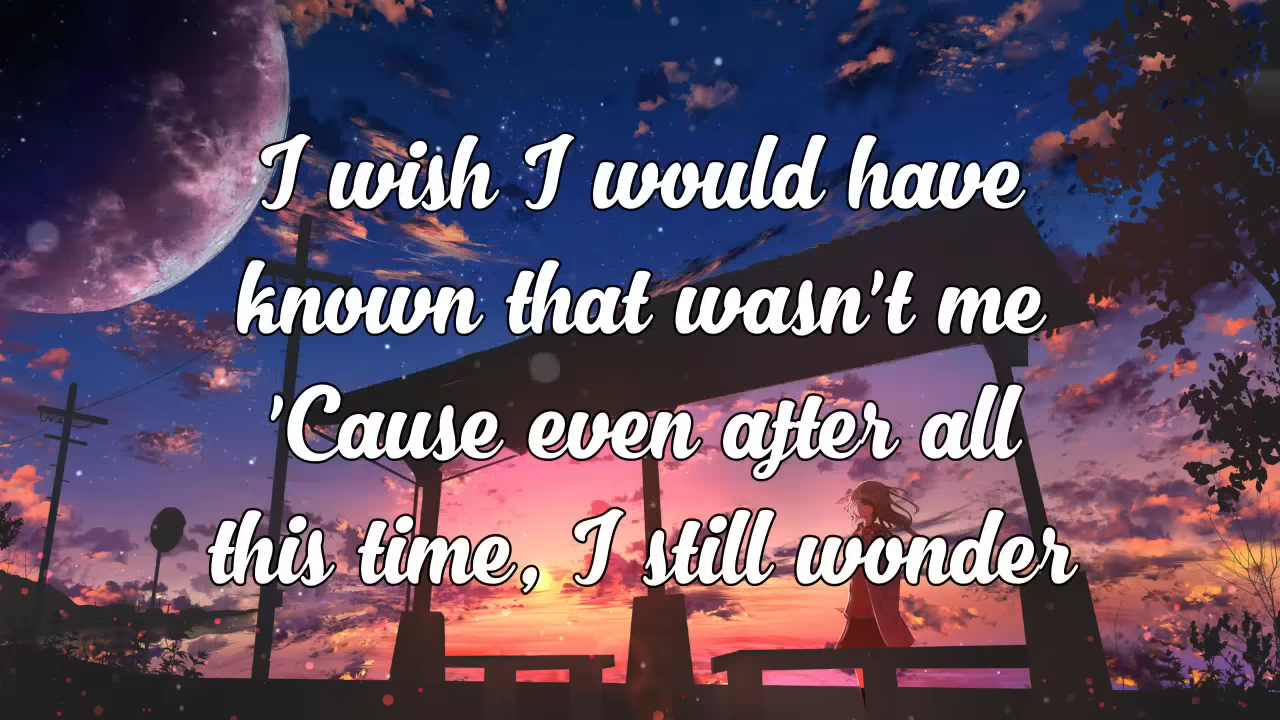 I wish I would have
known that wasn't me
'Cause even after all
this time, I still wonder